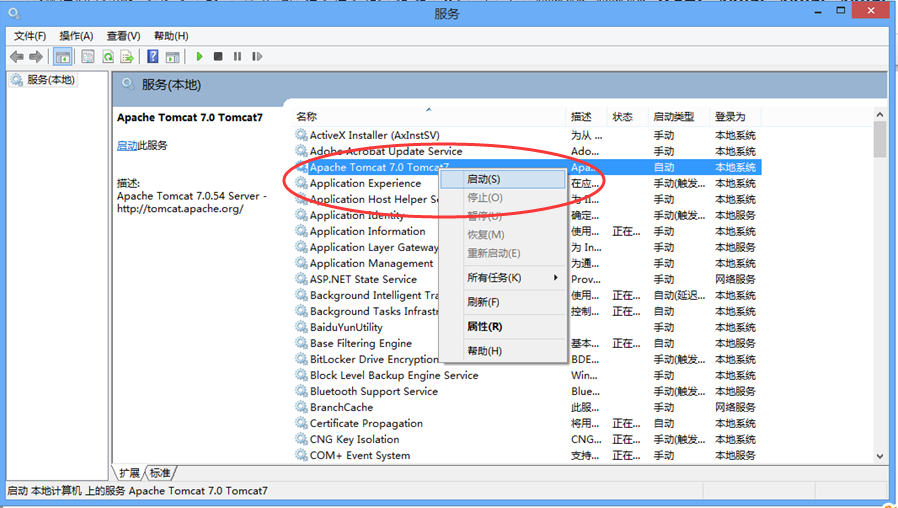 服务
文件(F) 操作(A) 查看(V) 帮助(H)
服务(本地)
服务(本地)
Apache Tomcat 7.0 Tomcat7
启动此服务
描述:
Apache Tomcat 7.0.54 Server -
http://tomcat.apache.org/
名称 描述 状态 启动类型 登录为
ActiveX Installer (AxInstSV) 为从 ... 手动 本地系统
Adobe Acrobat Update Service Ado... 自动 本地系统
Apache Tomcat 7.0 Tomcat7 Apa... 自动 本地系统
Application Experience 在应... 手动(触发... 本地系统
Application Host Helper Se 为 II... 自动 本地系统
Application Identity 确定... 手动(触发... 本地服务
Application Information 使用... 正在... 手动 本地系统
Application Layer Gateway 为 In... 手动 本地服务
Application Management 为通... 手动 本地系统
ASP.NET State Service Prov... 手动 网络服务
Background Intelligent Tra 使用... 正在... 自动(延迟... 本地系统
Background Tasks Infrastr 控制... 正在... 自动 本地系统
BaiduYunUtility 手动 本地系统
Base Filtering Engine 基本... 正在... 自动 本地服务
BitLocker Drive Encryption BDE... 手动(触发... 本地系统
Block Level Backup Engine Service Win... 手动 本地系统
Bluetooth Support Service Blue... 手动(触发... 本地服务
BranchCache 此服... 手动 网络服务
Certificate Propagation 将用... 正在... 手动 本地系统
CNG Key Isolation CNG... 正在... 手动(触发... 本地系统
COM+ Event System 支持... 正在... 自动 本地服务
启动(S)
停止(O)
暂停(U)
恢复(M)
重新启动(E)
所有任务(K)
刷新(F)
属性(R)
帮助(H)
扩展 标准
启动 本地计算机 上的服务 Apache Tomcat 7.0 Tomcat7